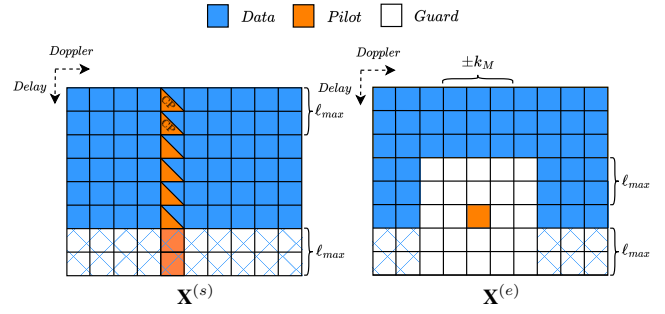 Data Pilot Guard
Doppler
Delay
CP
CP
ℓmax
ℓmax
X(s)
Doppler
Delay
±kM
ℓmax
ℓmax
X(e)